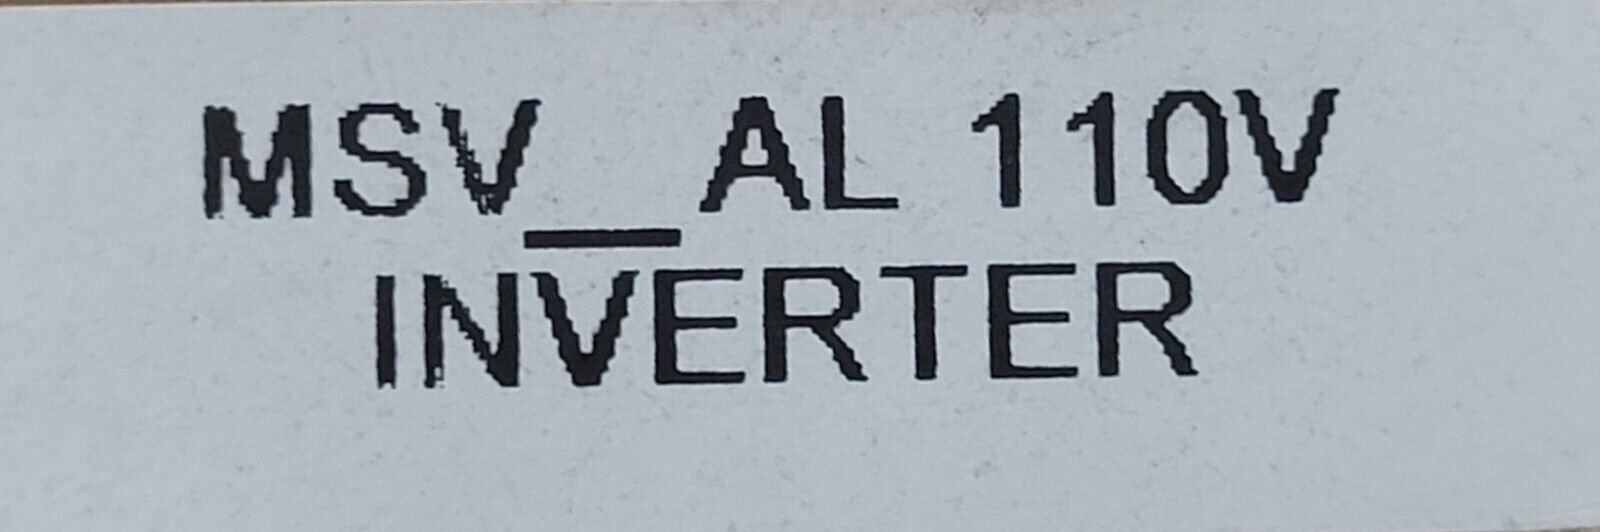 MSV_AL 110V
INVERTER